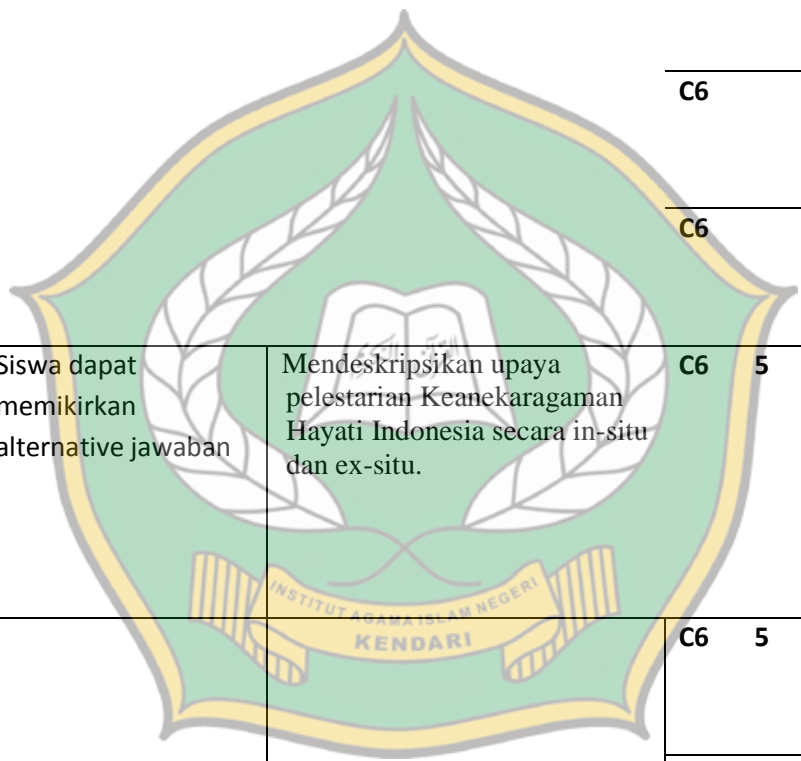 C6
C6
Siswa dapat
memikirkan
alternative jawaban
Mendeskripsikan upaya
pelestarian Keanekaragaman
Hayati Indonesia secara in-situ
dan ex-situ.
C6 5
INSTITUT AGAMA ISLAM NEGERI
KENDARI
C6 5